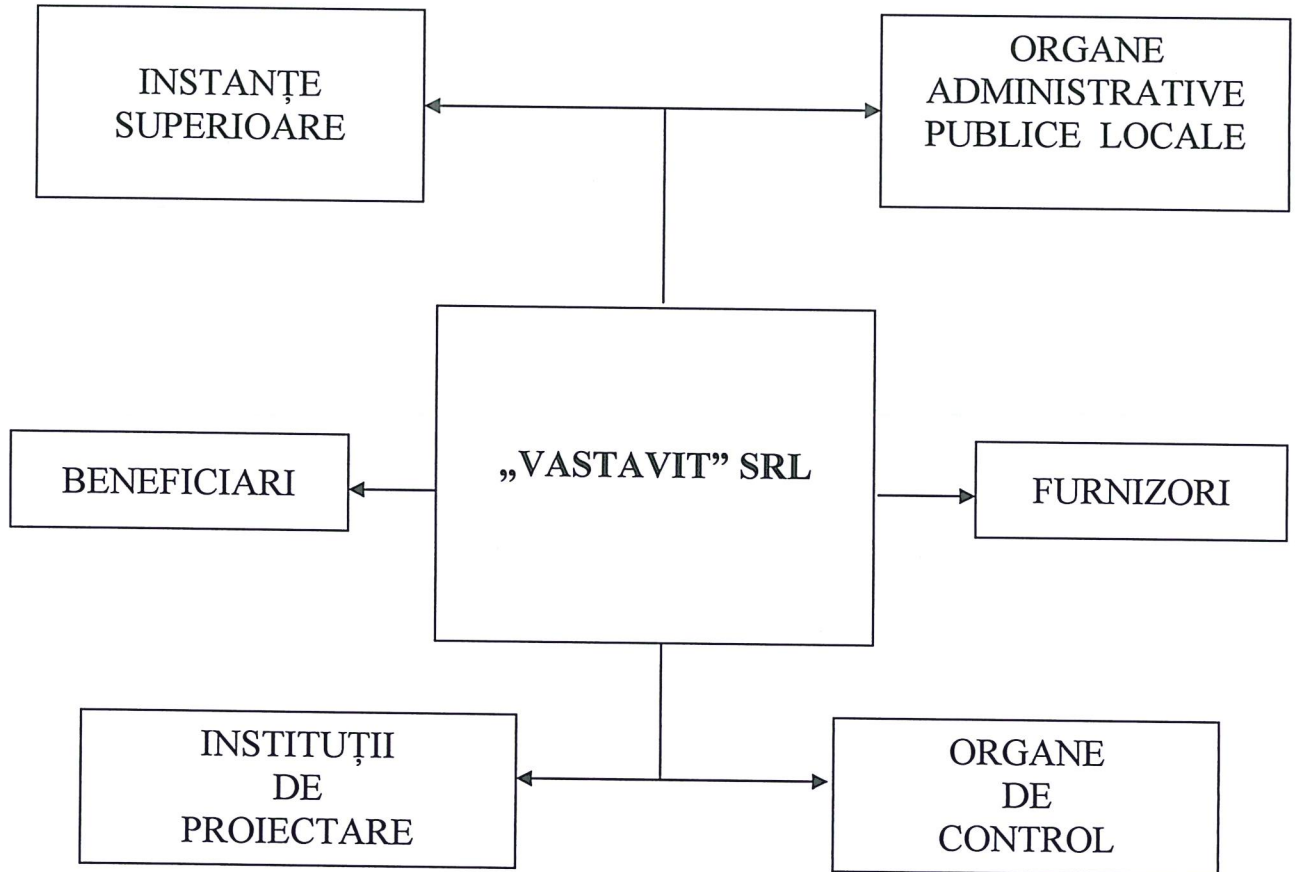 INSTANȚE
SUPERIOARE
ORGANE
ADMINISTRATIVE
PUBLICE LOCALE
„VASTAVIT” SRL
BENEFICIARI
FURNIZORI
INSTITUȚII
DE
PROIECTARE
ORGANE
DE
CONTROL